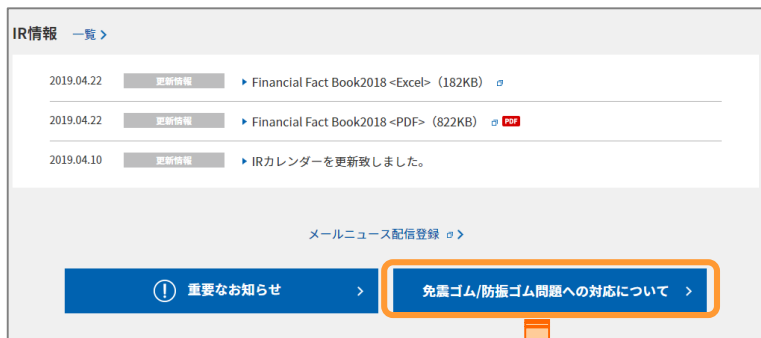 IR情報 一覧
2019.04.22 更新情報 Financial Fact Book2018 <Excel>（182KB）
2019.04.22 更新情報 Financial Fact Book2018 <PDF>（822KB） PDF
2019.04.10 更新情報 IRカレンダーを更新致しました。
メールニュース配信登録
重要なお知らせ
免震ゴム/防振ゴム問題への対応について